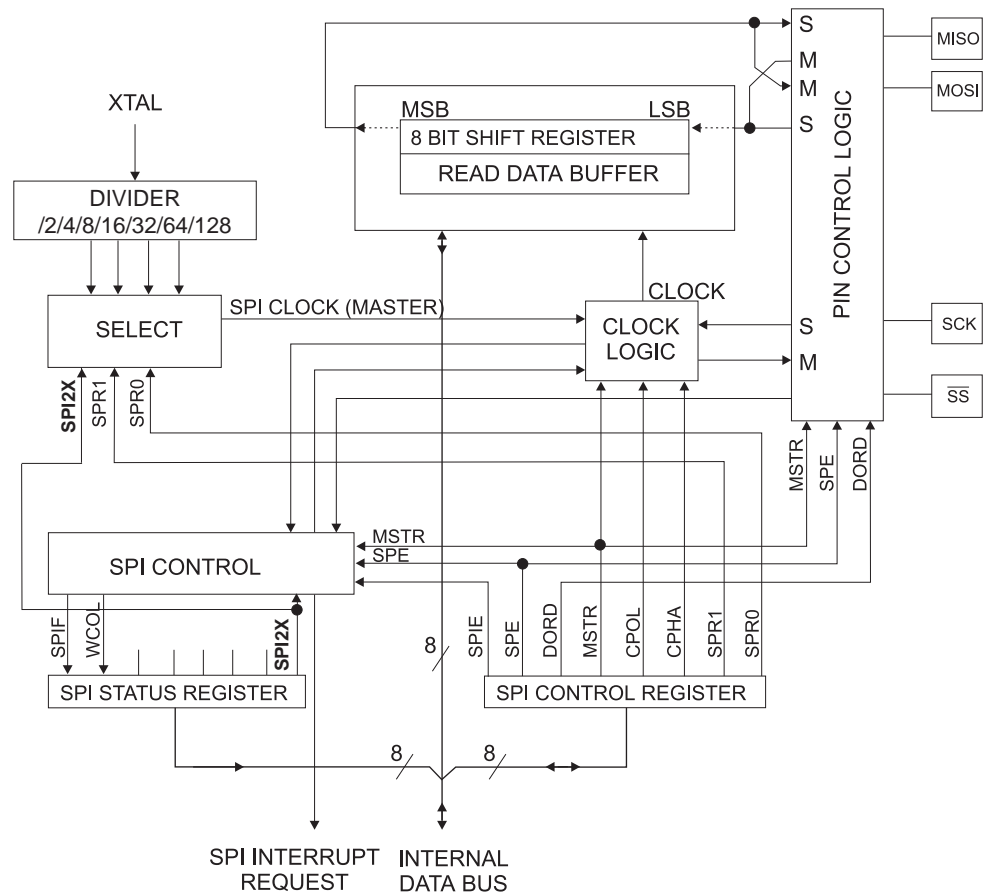 S
MISO
M
M
MOSI
XTAL
MSB
LSB
S
8 BIT SHIFT REGISTER
READ DATA BUFFER
DIVIDER
/2/4/8/16/32/64/128
PIN CONTROL LOGIC
SPI CLOCK (MASTER)
CLOCK
SELECT
CLOCK
LOGIC
S
SCK
M
SS
SPI2X
SPR1
SPR0
MSTR
SPE
DORD
MSTR
SPE
SPI CONTROL
SPIF
WCOL
SPI2X
SPIE
SPE
DORD
MSTR
CPOL
CPHA
SPR1
SPR0
8
SPI STATUS REGISTER
SPI CONTROL REGISTER
8
8
SPI INTERRUPT
REQUEST
INTERNAL
DATA BUS